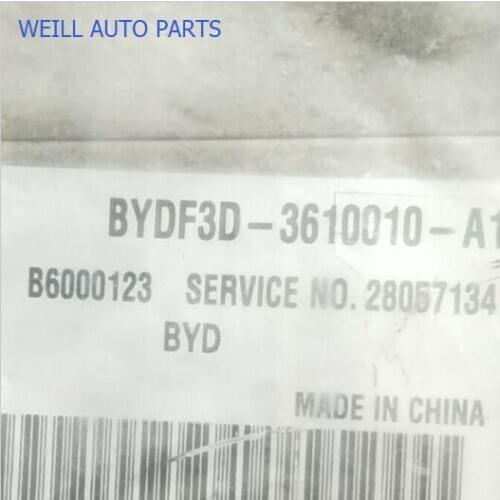 WEILL AUTO PARTS
BYDF3D-3610010-A1
B6000123 SERVICE NO. 28057134
BYD
MADE IN CHINA